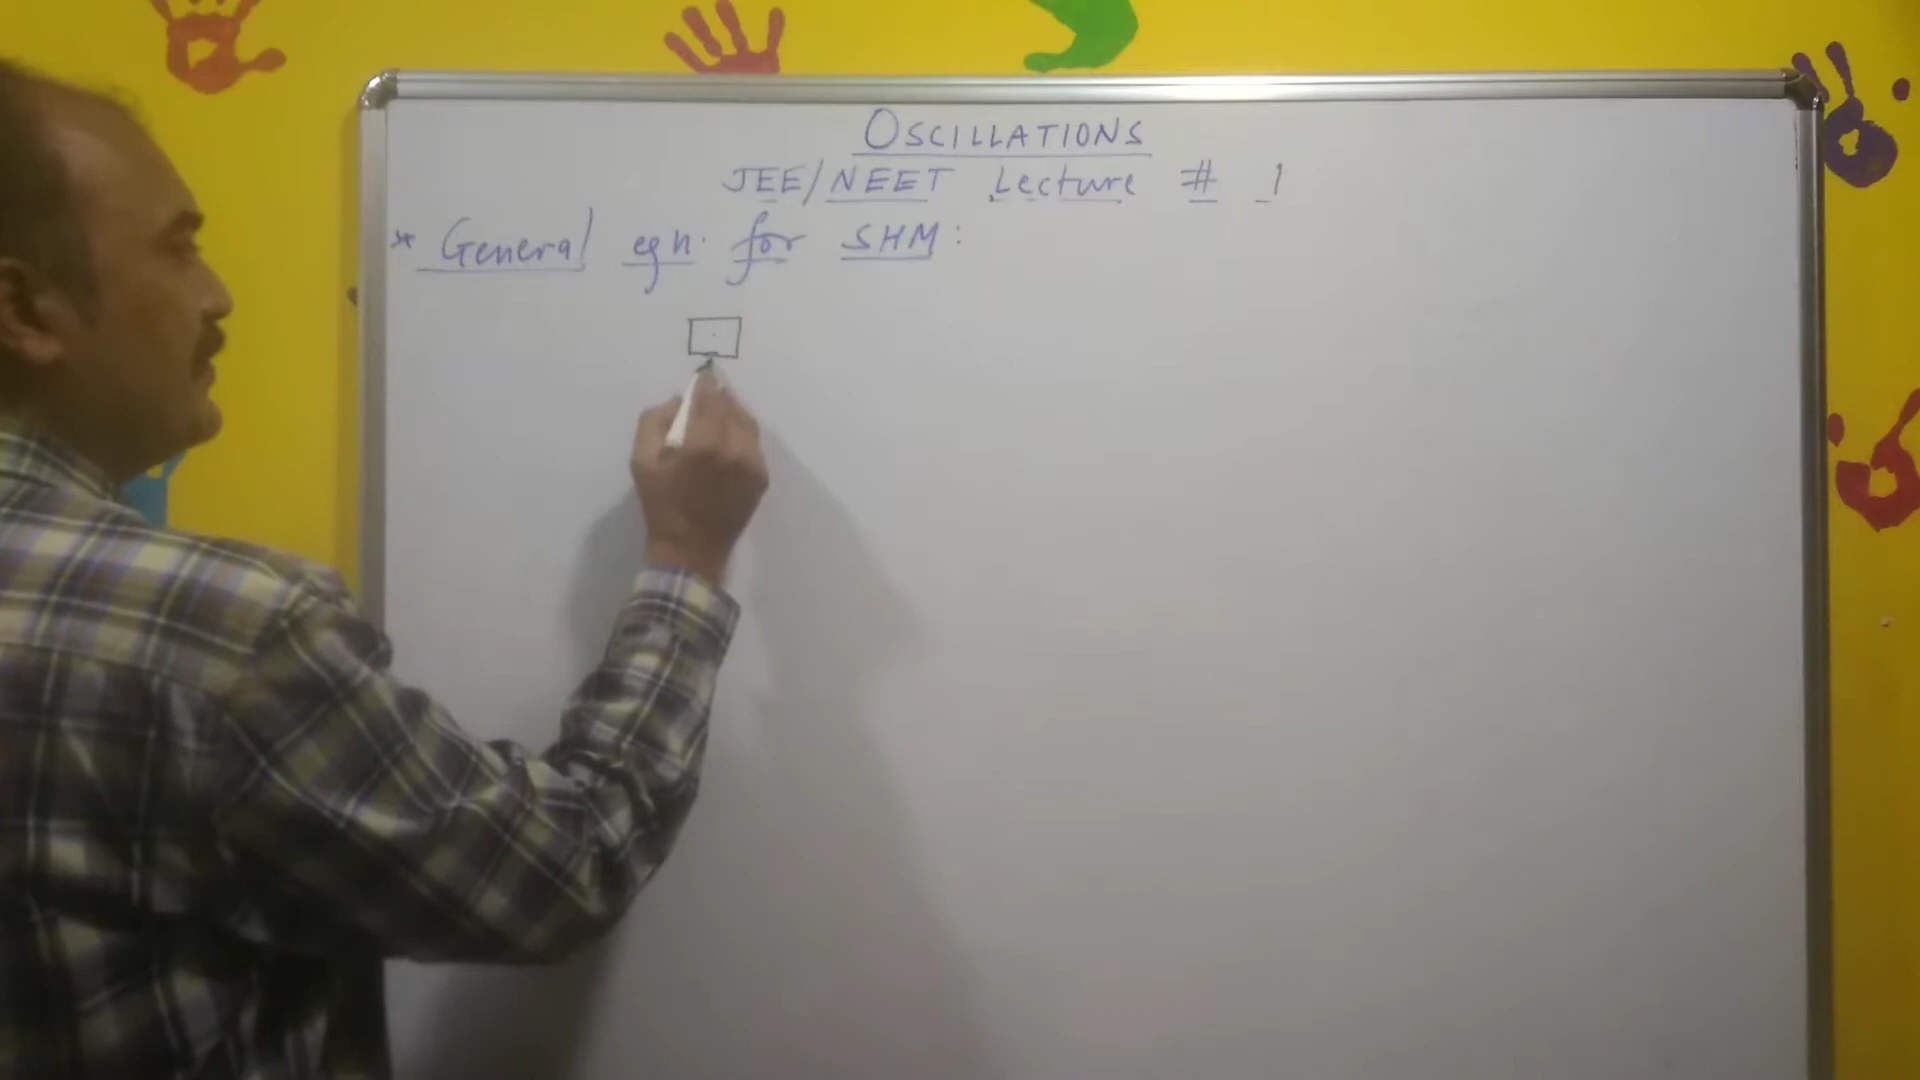 OSCILLATIONS
JEE/NEET Lecture # 1
* General eqn. for SHM: